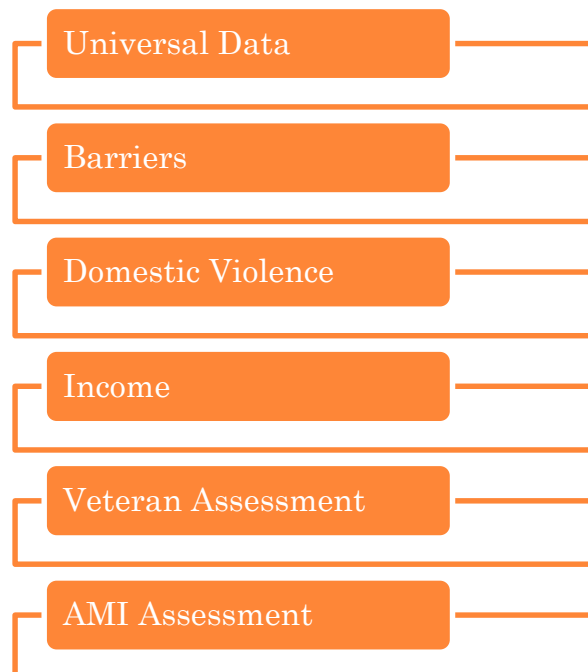 Universal Data
Barriers
Domestic Violence
Income
Veteran Assessment
AMI Assessment